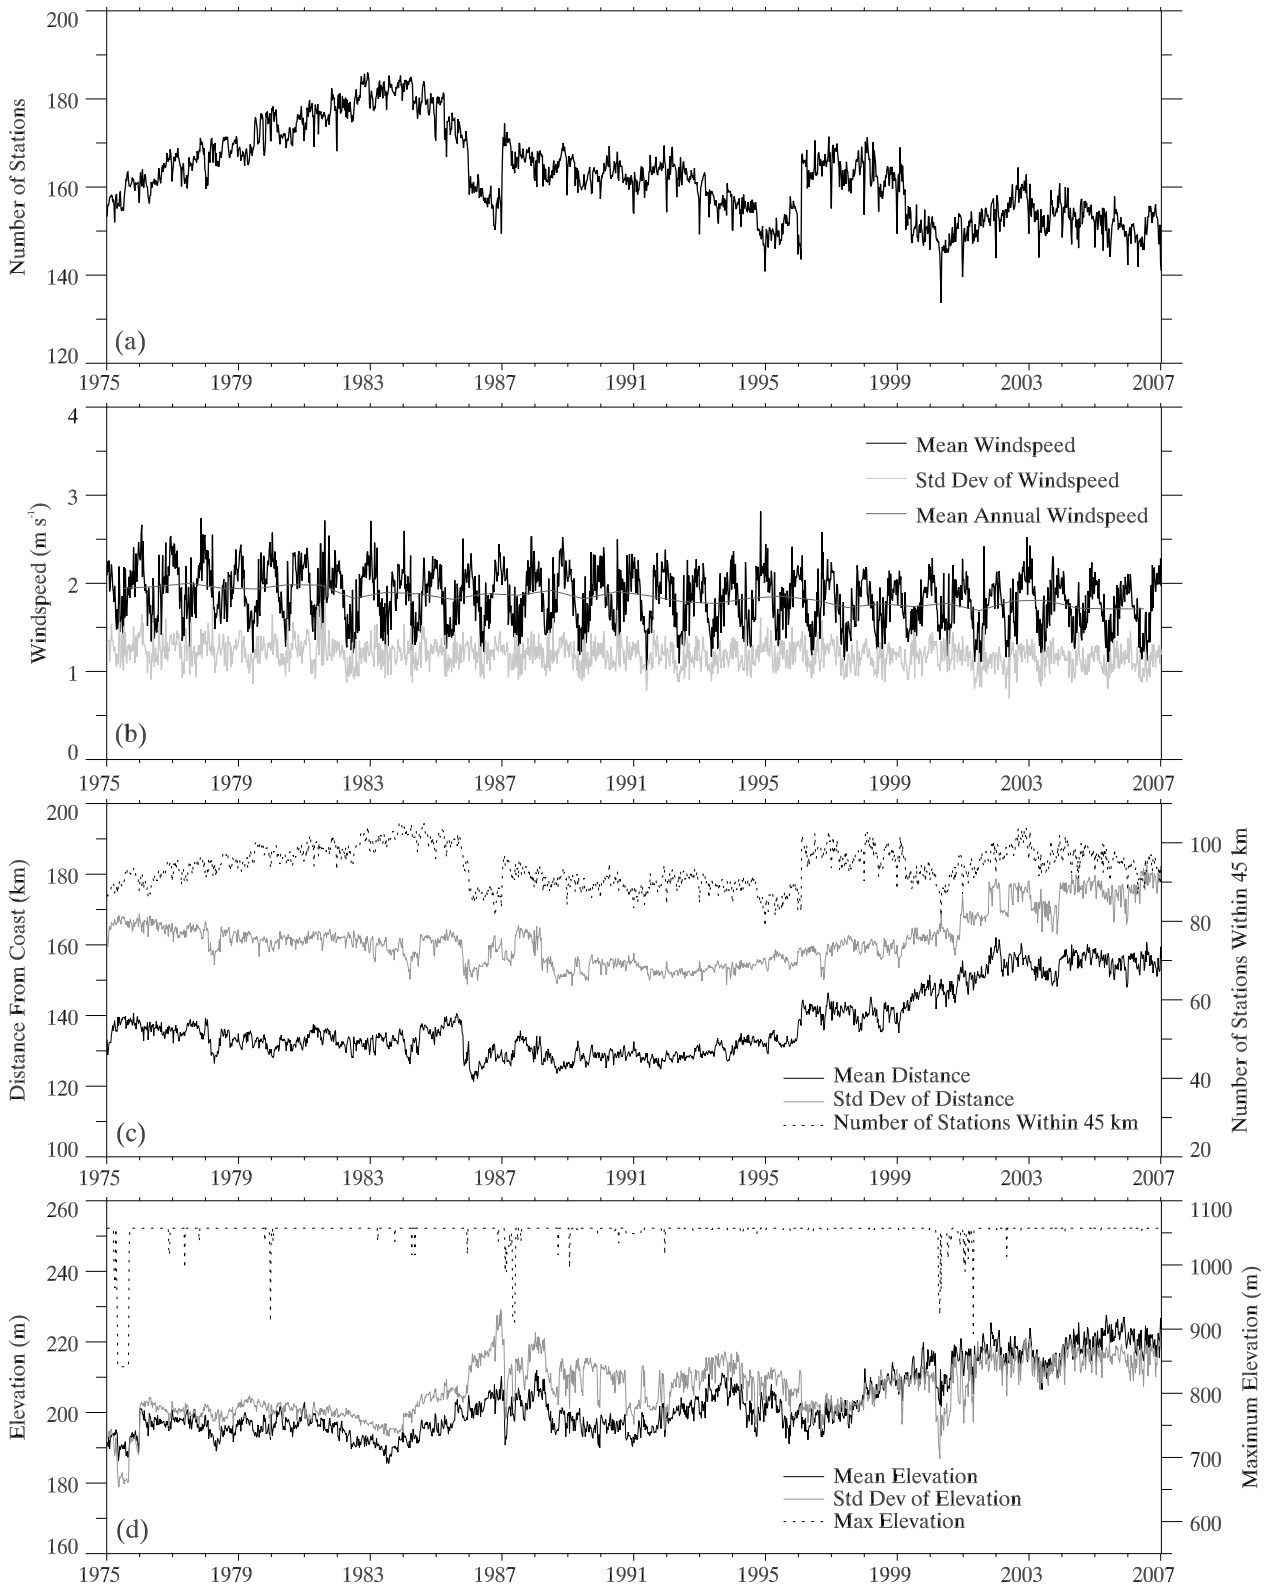 200
180
160
140
120
Number of Stations
(a)
1975 1979 1983 1987 1991 1995 1999 2003 2007
4
3
2
1
0
Windspeed (m s⁻¹)
Mean Windspeed
Std Dev of Windspeed
Mean Annual Windspeed
(b)
1975 1979 1983 1987 1991 1995 1999 2003 2007
200
180
160
140
120
100
Distance From Coast (km)
100
80
60
40
20
Number of Stations Within 45 km
Mean Distance
Std Dev of Distance
Number of Stations Within 45 km
(c)
1975 1979 1983 1987 1991 1995 1999 2003 2007
260
240
220
200
180
160
Elevation (m)
1100
1000
900
800
700
600
Maximum Elevation (m)
Mean Elevation
Std Dev of Elevation
Max Elevation
(d)
1975 1979 1983 1987 1991 1995 1999 2003 2007